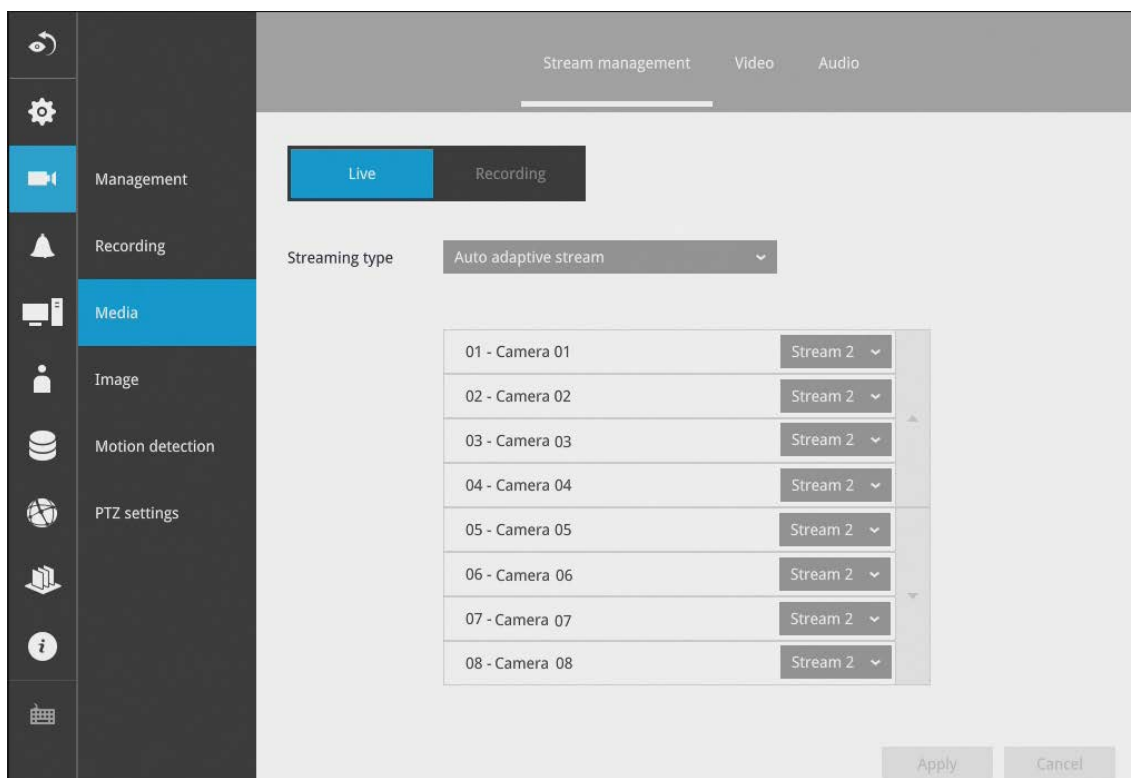 Stream management Video Audio
Live Recording
Management
Recording
Streaming type Auto adaptive stream
Media
01 - Camera 01 Stream 2
Image
02 - Camera 02 Stream 2
03 - Camera 03 Stream 2
Motion detection
04 - Camera 04 Stream 2
PTZ settings
05 - Camera 05 Stream 2
06 - Camera 06 Stream 2
07 - Camera 07 Stream 2
08 - Camera 08 Stream 2
Apply Cancel